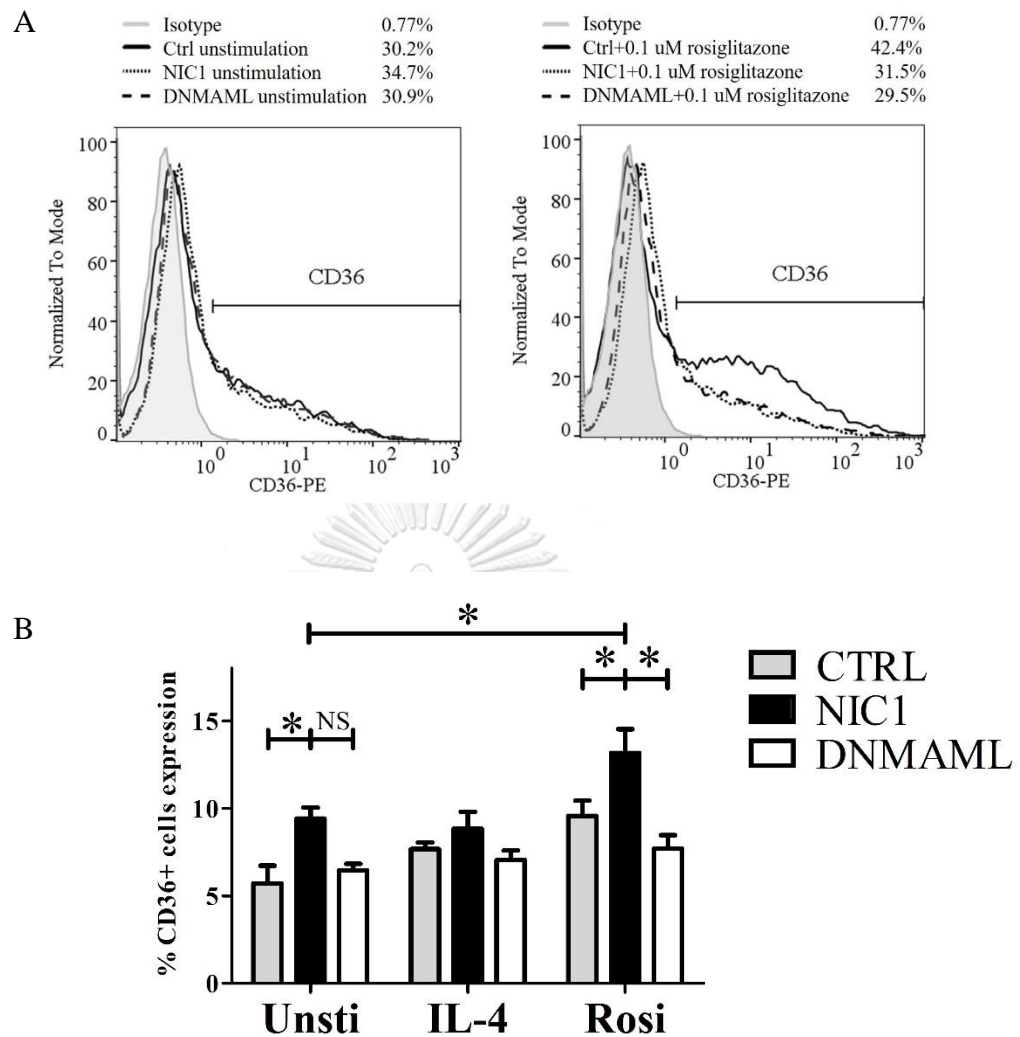 A
Isotype 0.77%
Ctrl unstimulation 30.2%
NIC1 unstimulation 34.7%
DNMAML unstimulation 30.9%
100
80
60
40
20
0
Normalized To Mode
CD36
10^0 10^1 10^2 10^3
CD36-PE
Isotype 0.77%
Ctrl+0.1 uM rosiglitazone 42.4%
NIC1+0.1 uM rosiglitazone 31.5%
DNMAML+0.1 uM rosiglitazone 29.5%
100
80
60
40
20
0
Normalized To Mode
CD36
10^0 10^1 10^2 10^3
CD36-PE
B
*
* NS
* *
15
10
5
0
% CD36+ cells expression
Unsti IL-4 Rosi
CTRL
NIC1
DNMAML